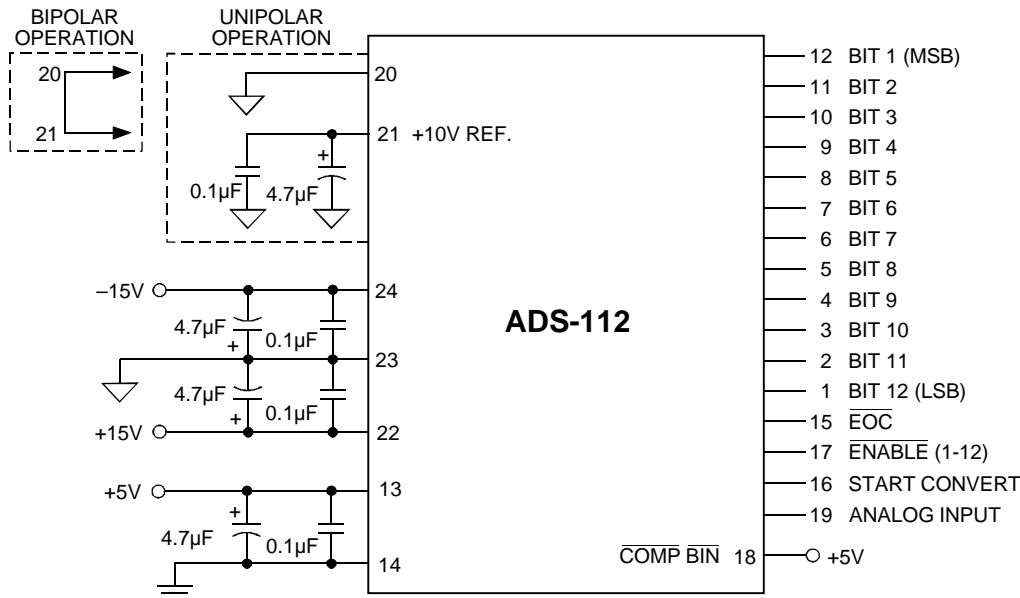 BIPOLAR
OPERATION
20
21
UNIPOLAR
OPERATION
20
21 +10V REF.
+
0.1µF
4.7µF
–15V
24
4.7µF
+
0.1µF
23
4.7µF
+
0.1µF
+15V
22
+5V
13
+
4.7µF
0.1µF
14
ADS-112
12 BIT 1 (MSB)
11 BIT 2
10 BIT 3
9 BIT 4
8 BIT 5
7 BIT 6
6 BIT 7
5 BIT 8
4 BIT 9
3 BIT 10
2 BIT 11
1 BIT 12 (LSB)
15 EOC
17 ENABLE (1-12)
16 START CONVERT
19 ANALOG INPUT
COMP BIN 18 +5V